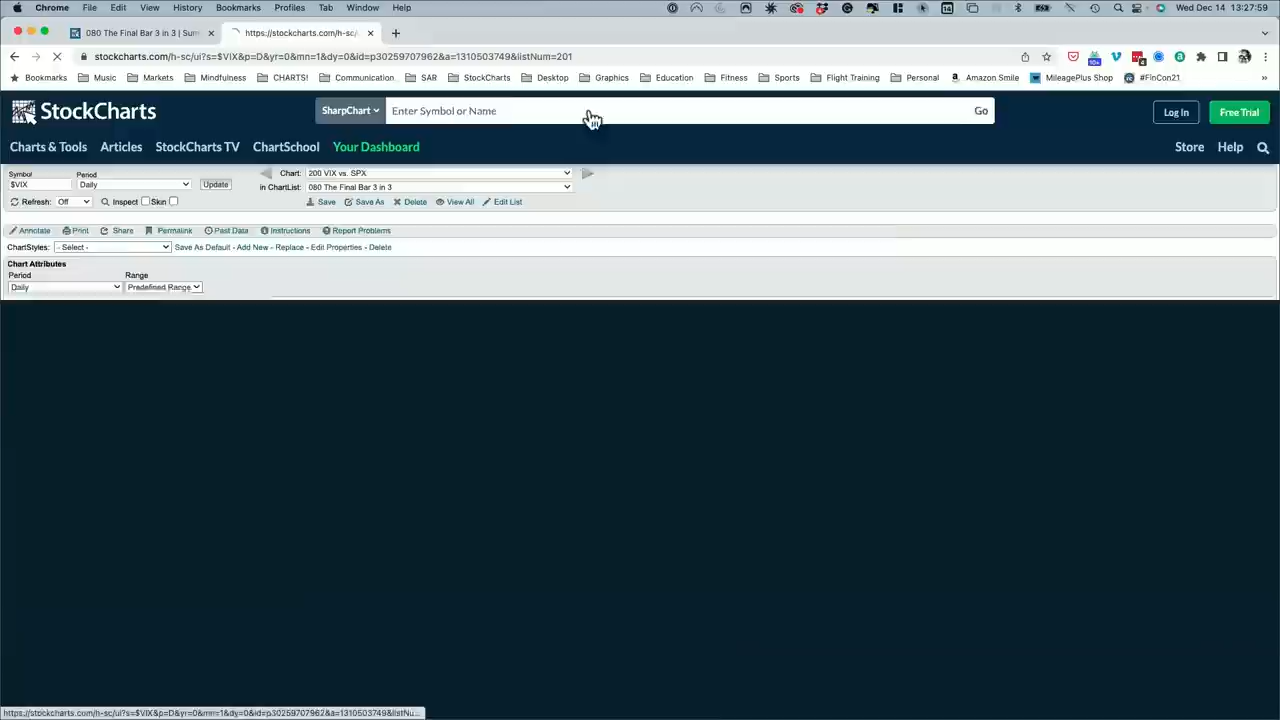 Chrome File Edit View History Bookmarks Profiles Tab Window Help 14 Wed Dec 14 13:27:59
080 The Final Bar 3 in 3 | Sum https://stockcharts.com/h-sc/
stockcharts.com/h-sc/ui?s=$VIX&p=D&yr=0&mn=1&dy=0&id=p30259707962&a=1310503749&listNum=201
Bookmarks Music Markets Mindfulness CHARTS! Communication SAR StockCharts Desktop Graphics Education Fitness Sports Flight Training Personal Amazon Smile MileagePlus Shop #FinCon21 »
StockCharts SharpChart Enter Symbol or Name Go Log In Free Trial
Charts & Tools Articles StockCharts TV ChartSchool Your Dashboard Store Help
Symbol Period Chart: 200 VIX vs. SPX
$VIX Daily Update in ChartList: 080 The Final Bar 3 in 3
Refresh: Off Inspect Skin Save Save As Delete View All Edit List
Annotate Print Share Permalink Past Data Instructions Report Problems
ChartStyles: - Select - Save As Default - Add New - Replace - Edit Properties - Delete
Chart Attributes
Period Range
Daily Predefined Range
https://stockcharts.com/h-sc/ui?s=$VIX&p=D&yr=0&mn=1&dy=0&id=p30259707962&a=1310503749&listNu...